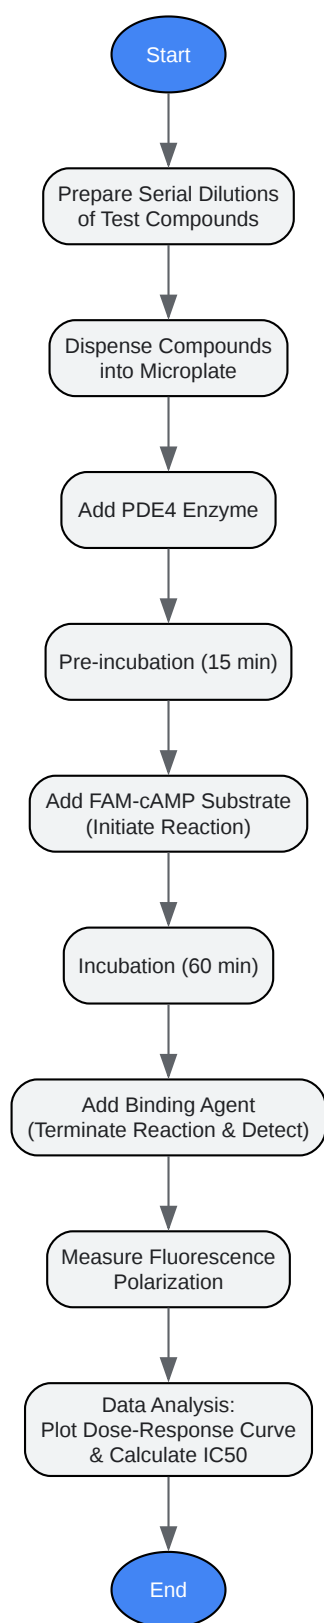 Start
Prepare Serial Dilutions
of Test Compounds
Dispense Compounds
into Microplate
Add PDE4 Enzyme
Pre-incubation (15 min)
Add FAM-cAMP Substrate
(Initiate Reaction)
Incubation (60 min)
Add Binding Agent
(Terminate Reaction & Detect)
Measure Fluorescence
Polarization
Data Analysis:
Plot Dose-Response Curve
& Calculate IC50
End